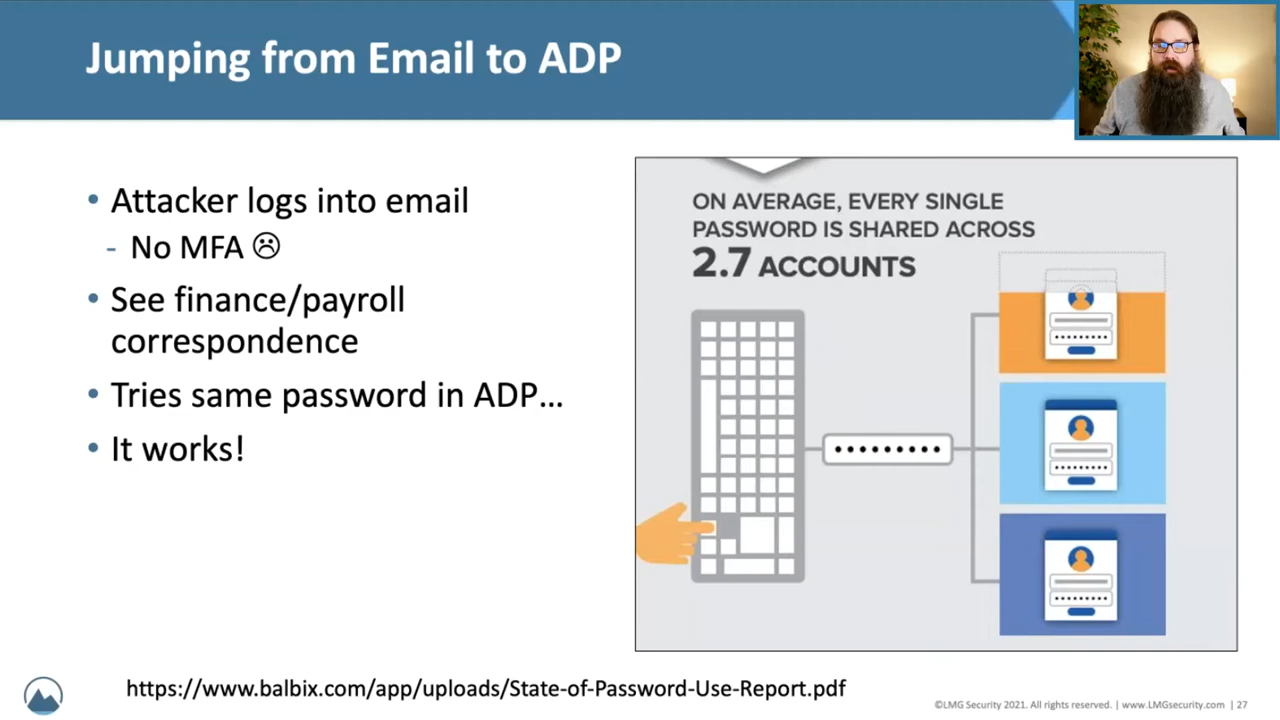 Jumping from Email to ADP
• Attacker logs into email
- No MFA ☹
• See finance/payroll
correspondence
• Tries same password in ADP…
• It works!
ON AVERAGE, EVERY SINGLE
PASSWORD IS SHARED ACROSS
2.7 ACCOUNTS
https://www.balbix.com/app/uploads/State-of-Password-Use-Report.pdf
©LMG Security 2021. All rights reserved. | www.LMGsecurity.com | 27